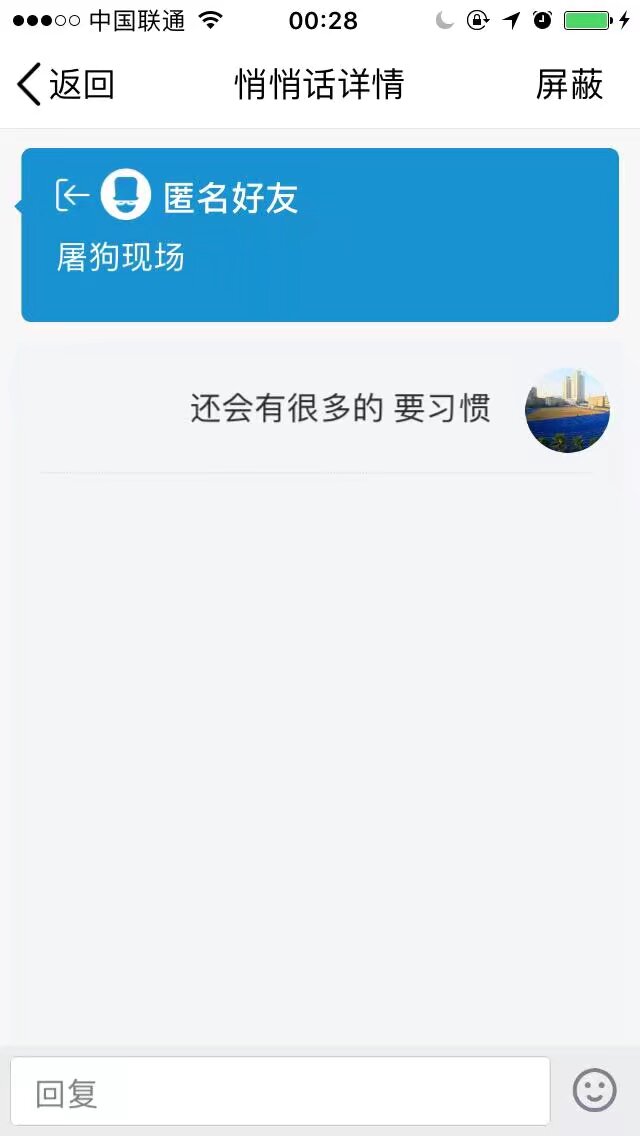 中国联通 00:28
返回 悄悄话详情 屏蔽
匿名好友
屠狗现场
还会有很多的 要习惯
回复